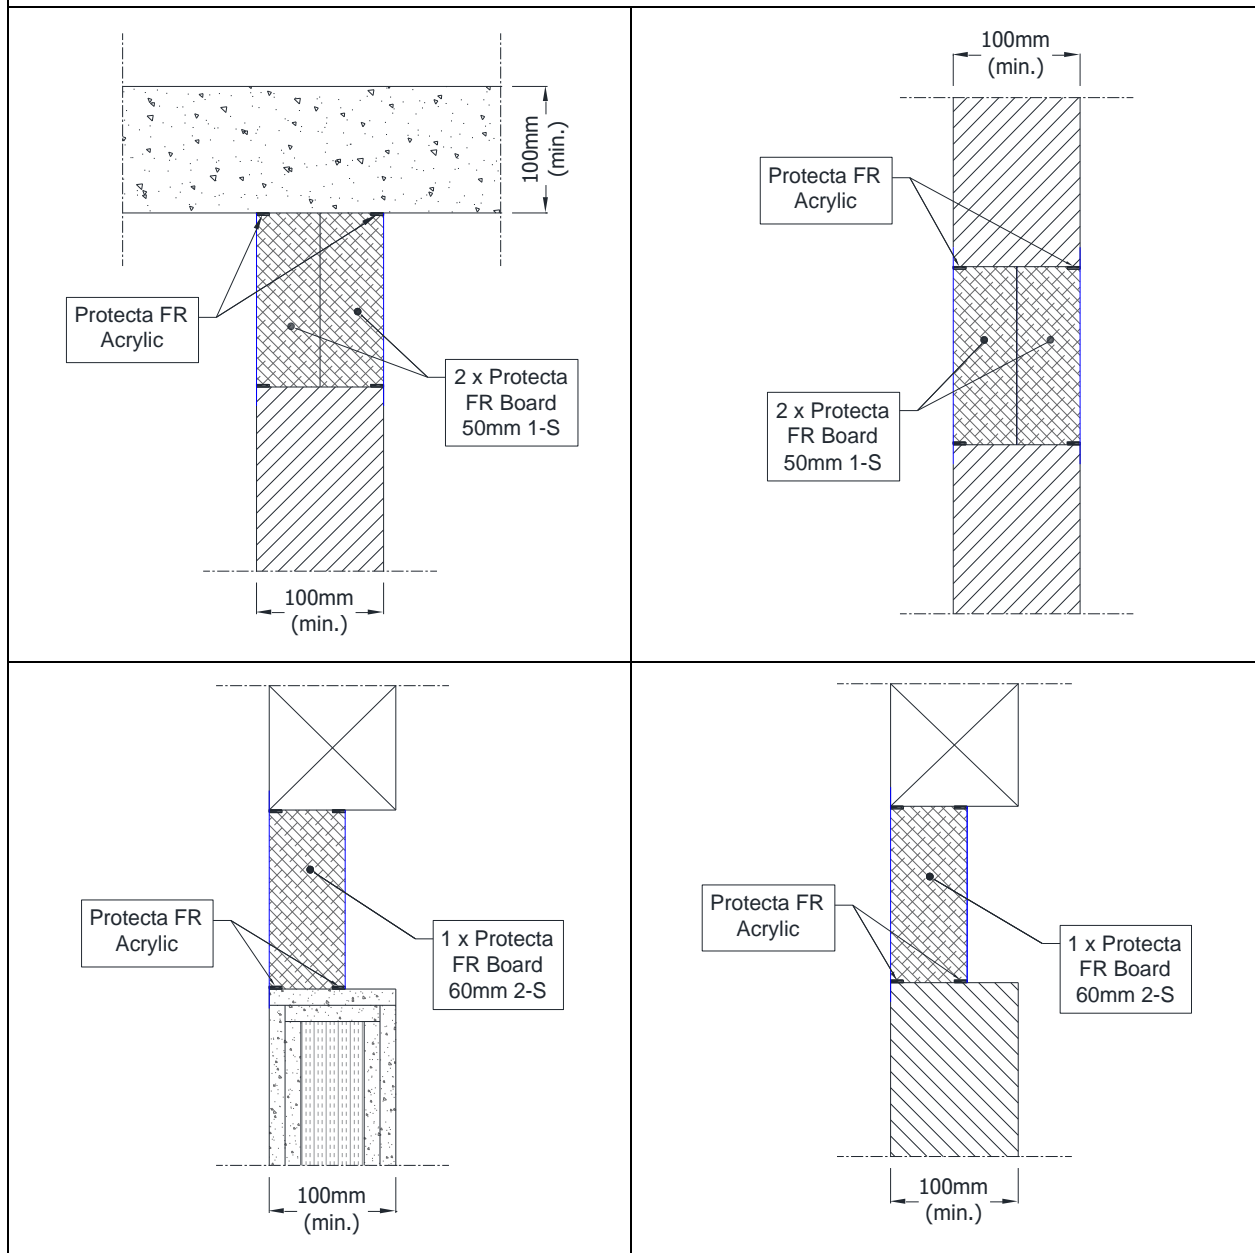 100mm
(min.)
Protecta FR
Acrylic
2 x Protecta
FR Board
50mm 1-S
100mm
(min.)
100mm
(min.)
Protecta FR
Acrylic
2 x Protecta
FR Board
50mm 1-S
Protecta FR
Acrylic
1 x Protecta
FR Board
60mm 2-S
100mm
(min.)
Protecta FR
Acrylic
1 x Protecta
FR Board
60mm 2-S
100mm
(min.)